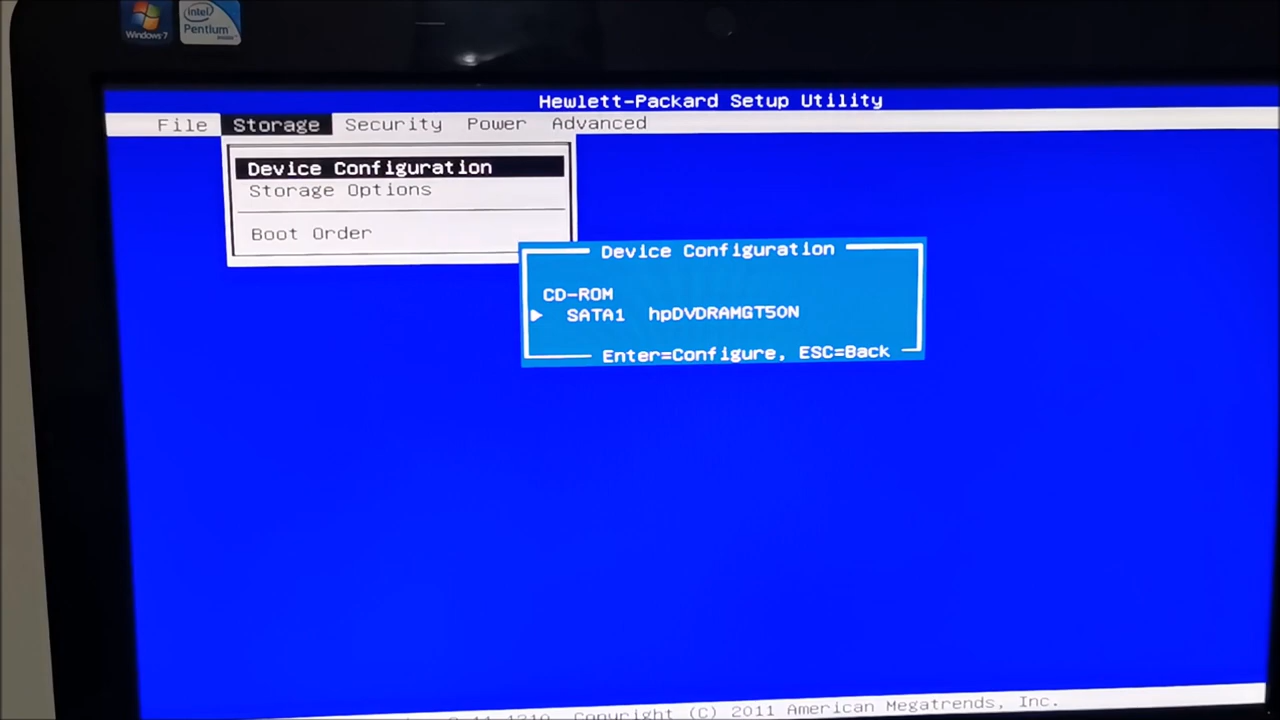 Windows 7
intel
Pentium
inside
Hewlett-Packard Setup Utility
File Storage Security Power Advanced
Device Configuration
Storage Options
Boot Order
Device Configuration
CD-ROM
SATA1 hpDVDRAMGT50N
Enter=Configure, ESC=Back
Copyright (C) 2011 American Megatrends, Inc.